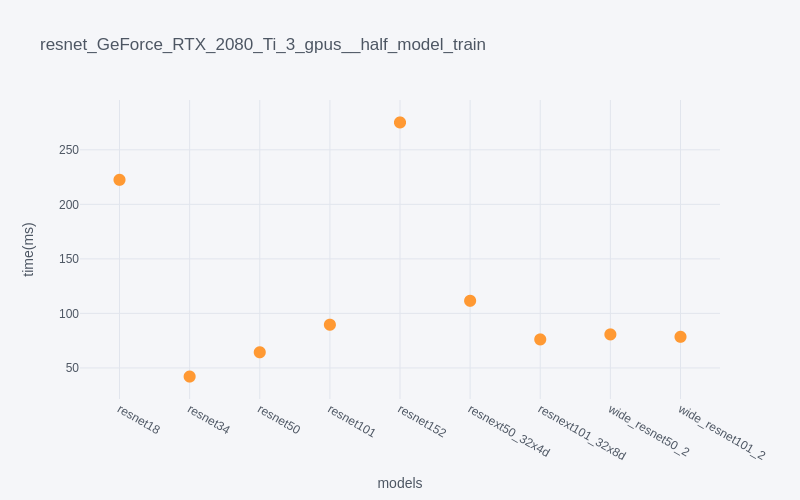 resnet_GeForce_RTX_2080_Ti_3_gpus__half_model_train
250
200
150
100
50
time(ms)
resnet18
resnet34
resnet50
resnet101
resnet152
resnext50_32x4d
resnext101_32x8d
wide_resnet50_2
wide_resnet101_2
models